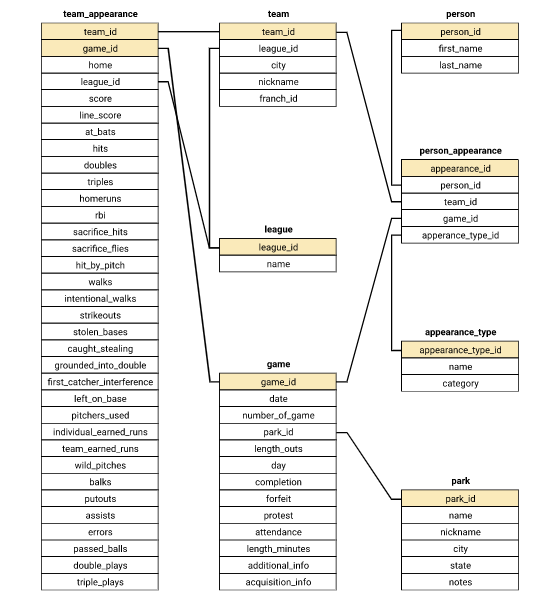 team_appearance
team_id
game_id
home
league_id
score
line_score
at_bats
hits
doubles
triples
homeruns
rbi
sacrifice_hits
sacrifice_flies
hit_by_pitch
walks
intentional_walks
strikeouts
stolen_bases
caught_stealing
grounded_into_double
first_catcher_interference
left_on_base
pitchers_used
individual_earned_runs
team_earned_runs
wild_pitches
balks
putouts
assists
errors
passed_balls
double_plays
triple_plays
team
team_id
league_id
city
nickname
franch_id
league
league_id
name
game
game_id
date
number_of_game
park_id
length_outs
day
completion
forfeit
protest
attendance
length_minutes
additional_info
acquisition_info
person
person_id
first_name
last_name
person_appearance
appearance_id
person_id
team_id
game_id
apperance_type_id
appearance_type
appearance_type_id
name
category
park
park_id
name
nickname
city
state
notes